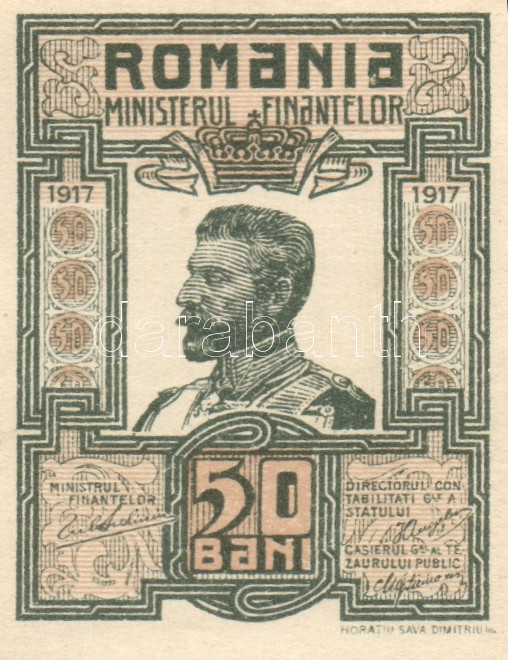 ROMANIA
MINISTERUL FINANTELOR
1917
1917
50
50
50
50
50
50
50
50
darabanth
MINISTRUL
FINANTELOR
50
BANI
DIRECTORUL CON
TABILITATI GLE A
STATULUI
CASIERUL GAL AL TE
ZAURULUI PUBLIC
HORATIU SAVA DIMITRIU